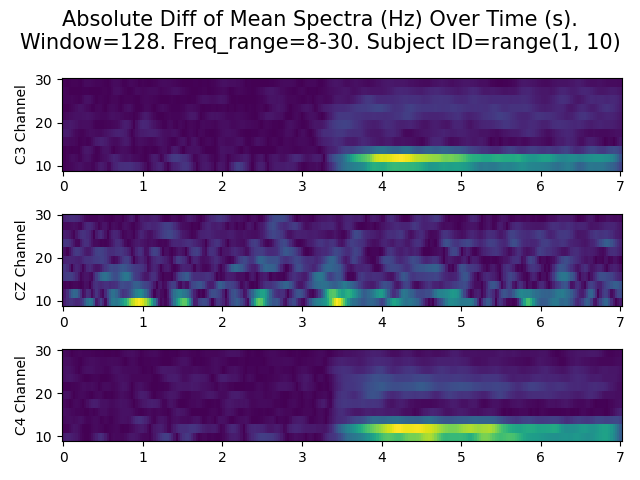 Absolute Diff of Mean Spectra (Hz) Over Time (s).
Window=128. Freq_range=8-30. Subject ID=range(1, 10)
30
20
10
C3 Channel
0 1 2 3 4 5 6 7
30
20
10
CZ Channel
0 1 2 3 4 5 6 7
30
20
10
C4 Channel
0 1 2 3 4 5 6 7